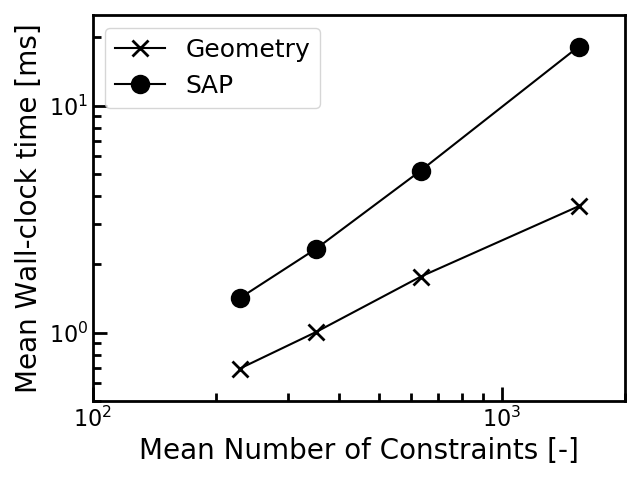 Geometry
SAP
Mean Wall-clock time [ms]
10¹
10⁰
10²
10³
Mean Number of Constraints [-]